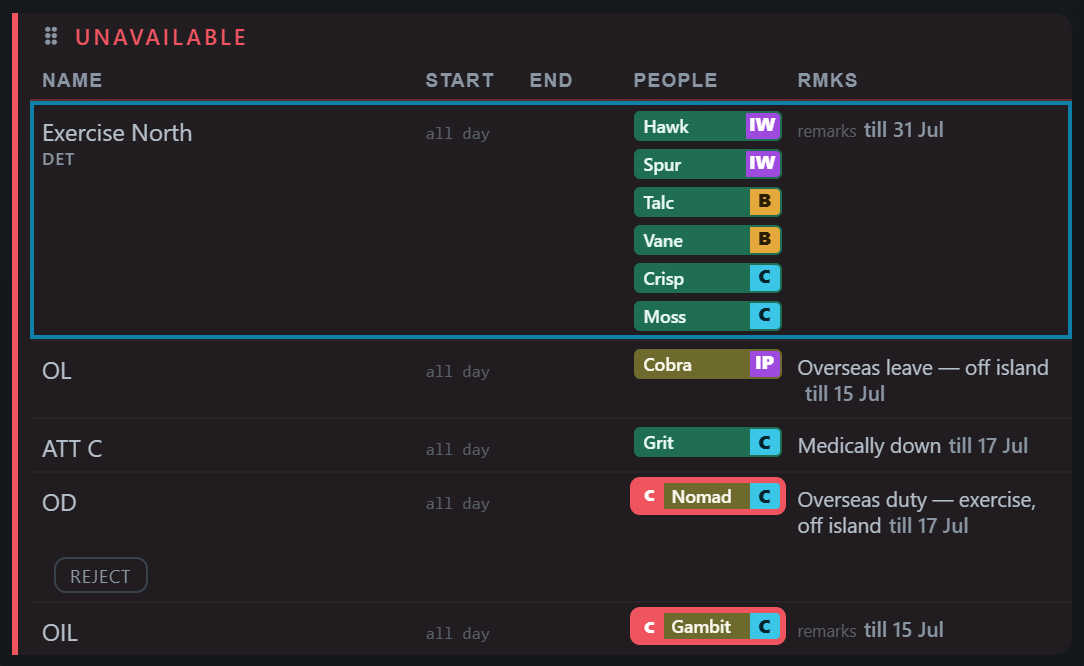 UNAVAILABLE
NAME START END PEOPLE RMKS
Exercise North all day Hawk IW remarks till 31 Jul
DET
Spur IW
Talc B
Vane B
Crisp C
Moss C
OL all day Cobra IP Overseas leave — off island
till 15 Jul
ATT C all day Grit C Medically down till 17 Jul
OD all day C Nomad C Overseas duty — exercise,
off island till 17 Jul
REJECT
OIL all day C Gambit C remarks till 15 Jul